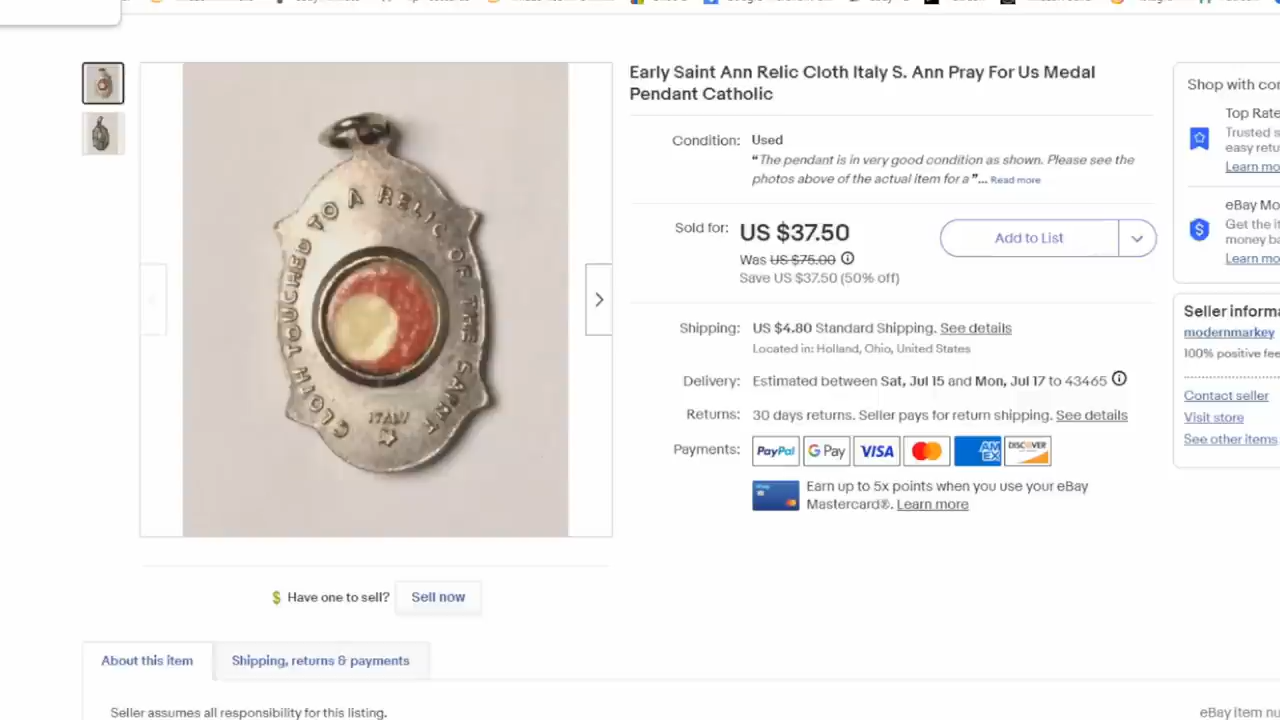 Early Saint Ann Relic Cloth Italy S. Ann Pray For Us Medal
Pendant Catholic
Condition: Used
❝The pendant is in very good condition as shown. Please see the
photos above of the actual item for a❞... Read more
Sold for: US $37.50
Add to List
Was US $75.00
Save US $37.50 (50% off)
Shipping: US $4.80 Standard Shipping. See details
Located in: Holland, Ohio, United States
Delivery: Estimated between Sat, Jul 15 and Mon, Jul 17 to 43465
Returns: 30 days returns. Seller pays for return shipping. See details
Payments: PayPal G Pay VISA AM EX DISCOVER
Earn up to 5x points when you use your eBay
Mastercard®. Learn more
CLOTH TOUCHED TO A RELIC OF THE SAINT
ITALY
Have one to sell? Sell now
About this item
Shipping, returns & payments
Seller assumes all responsibility for this listing.
Shop with
Top Rate
Trusted s
easy retu
Learn mo
eBay Mo
Get the it
money ba
Learn mo
Seller informa
modernmarkey
100% positive fee
Contact seller
Visit store
See other items
eBay item nu